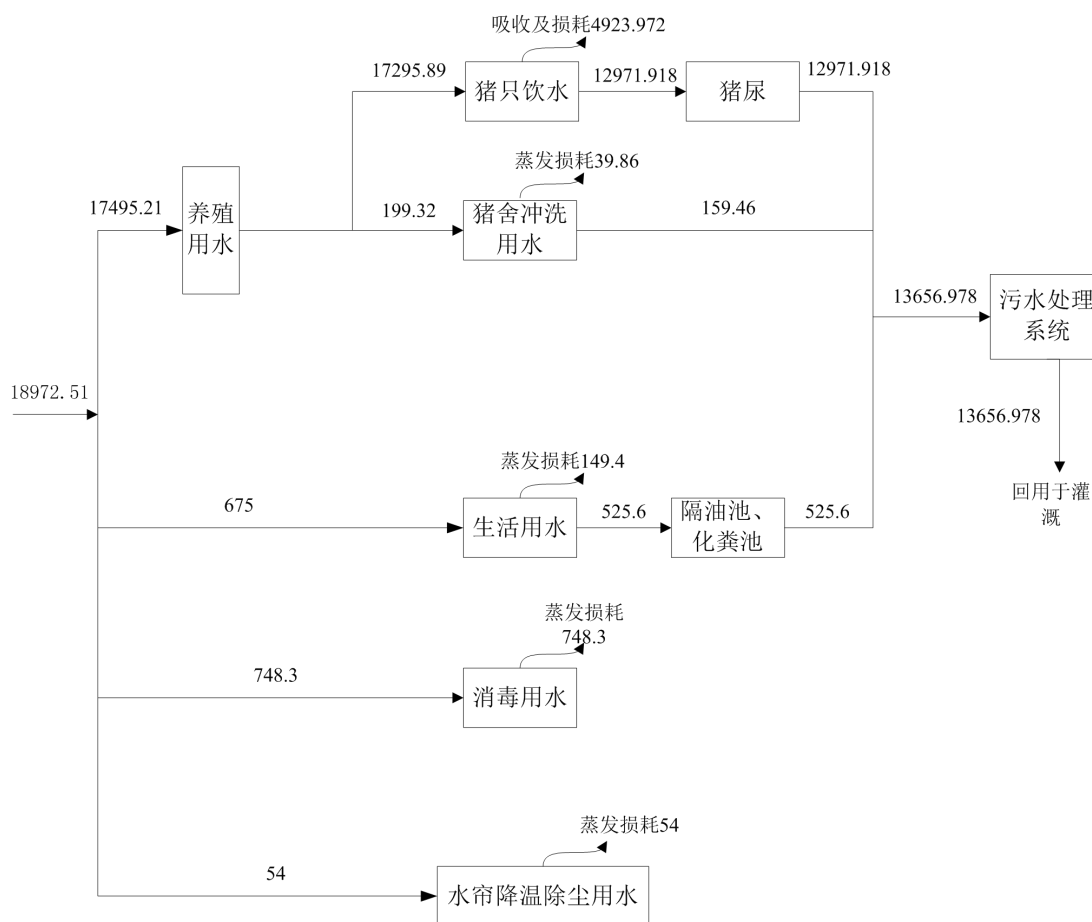 吸收及损耗4923.972
17295.89
猪只饮水
12971.918
猪尿
12971.918
蒸发损耗39.86
17495.21
养殖
用水
199.32
猪舍冲洗
用水
159.46
13656.978
污水处理
系统
18972.51
13656.978
回用于灌
溉
蒸发损耗149.4
675
生活用水
525.6
隔油池、
化粪池
525.6
蒸发损耗
748.3
748.3
消毒用水
蒸发损耗54
54
水帘降温除尘用水